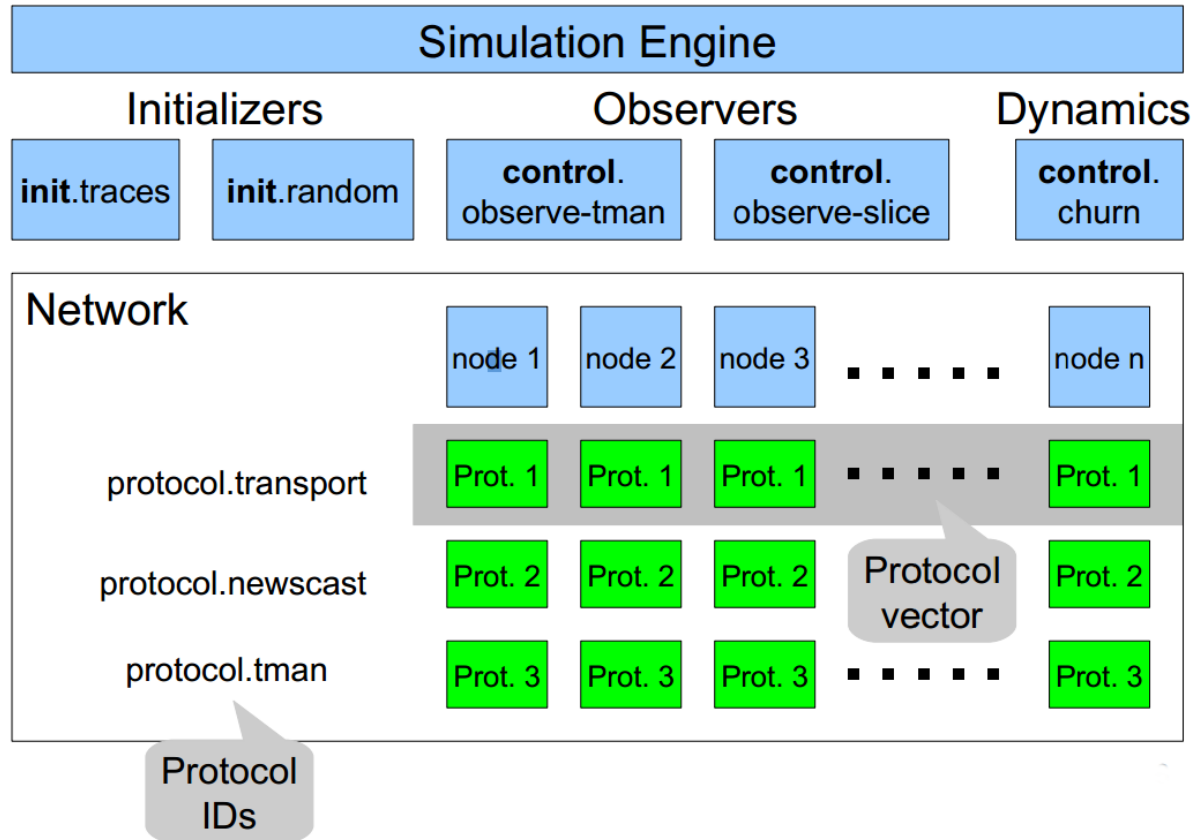 Simulation Engine
Initializers
Observers
Dynamics
init.traces
init.random
control.
observe-tman
control.
observe-slice
control.
churn
Network
node 1
node 2
node 3
node n
protocol.transport
Prot. 1
Prot. 1
Prot. 1
Prot. 1
protocol.newscast
Prot. 2
Prot. 2
Prot. 2
Protocol
vector
Prot. 2
protocol.tman
Prot. 3
Prot. 3
Prot. 3
Prot. 3
Protocol
IDs